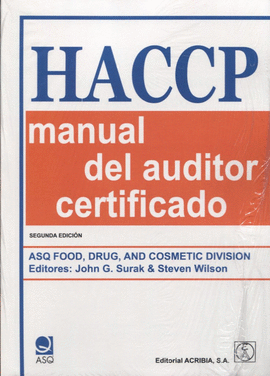 HACCP
manual
del auditor
certificado
SEGUNDA EDICIÓN
ASQ FOOD, DRUG, AND COSMETIC DIVISION
Editores: John G. Surak & Steven Wilson
ASQ
Editorial ACRIBIA, S.A.